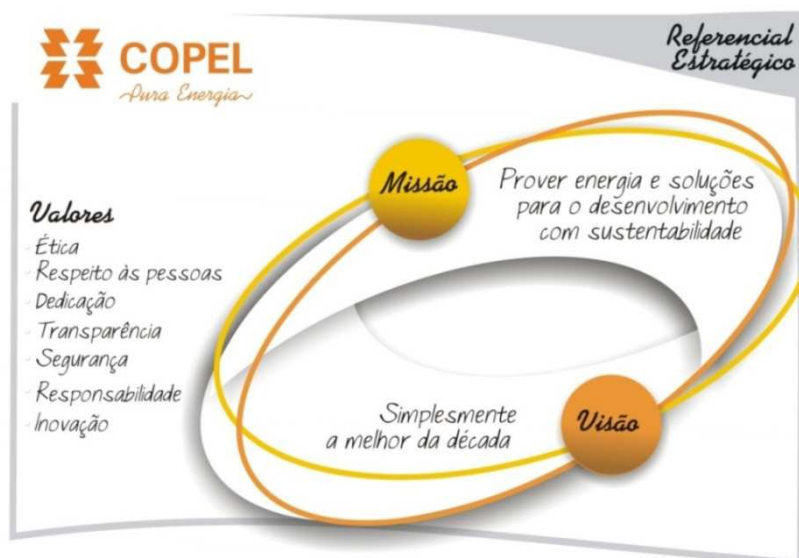 COPEL
Pura Energia
Referencial
Estratégico
Missão
Prover energia e soluções
para o desenvolvimento
com sustentabilidade
Valores
Ética
Respeito às pessoas
Dedicação
Transparência
Segurança
Responsabilidade
Inovação
Simplesmente
a melhor da década
Visão